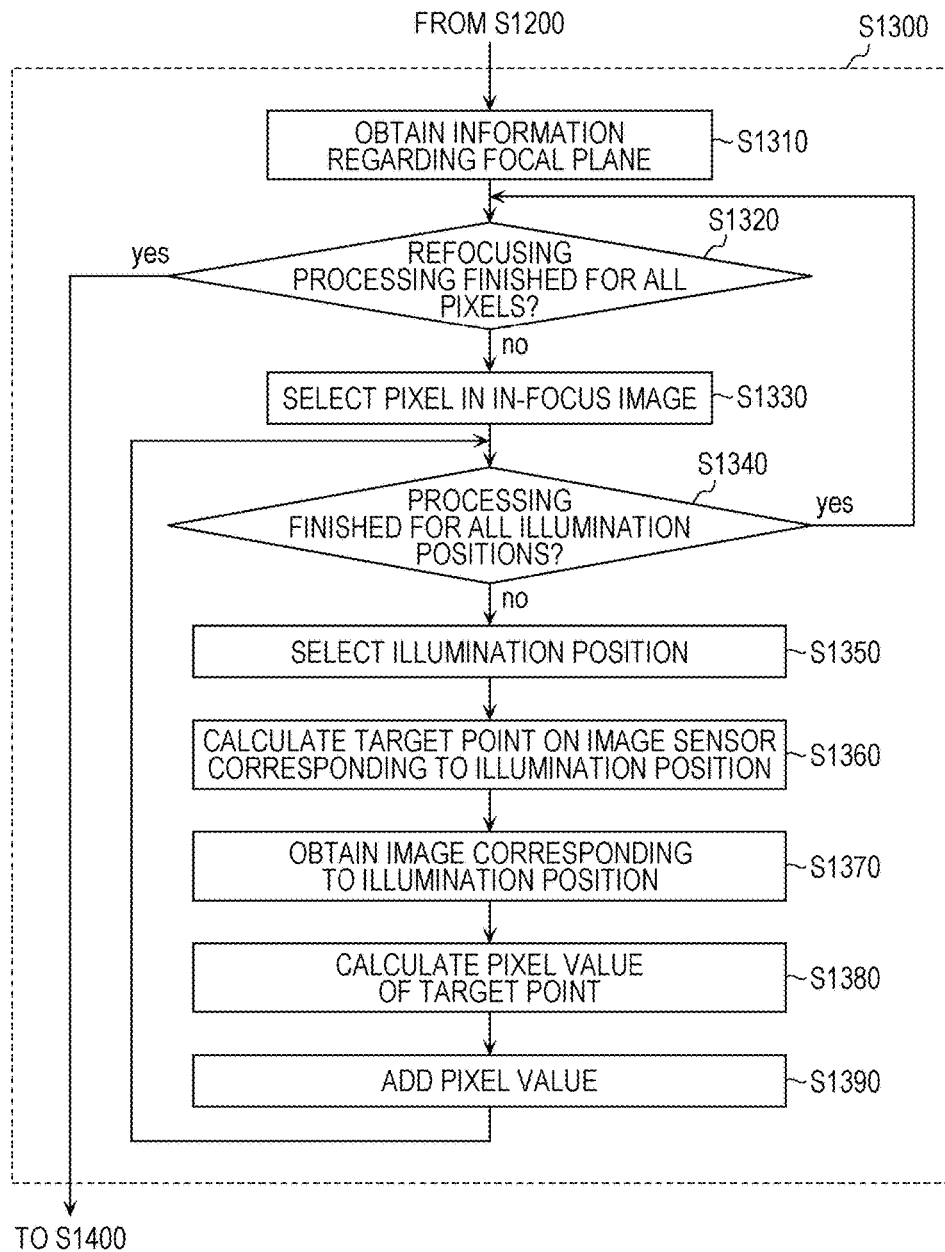 FROM S1200
S1300
OBTAIN INFORMATION
REGARDING FOCAL PLANE
S1310
S1320
yes
REFOCUSING
PROCESSING FINISHED FOR ALL
PIXELS?
no
SELECT PIXEL IN IN-FOCUS IMAGE
S1330
S1340
PROCESSING
FINISHED FOR ALL ILLUMINATION
POSITIONS?
yes
no
SELECT ILLUMINATION POSITION
S1350
CALCULATE TARGET POINT ON IMAGE SENSOR
CORRESPONDING TO ILLUMINATION POSITION
S1360
OBTAIN IMAGE CORRESPONDING
TO ILLUMINATION POSITION
S1370
CALCULATE PIXEL VALUE
OF TARGET POINT
S1380
ADD PIXEL VALUE
S1390
TO S1400